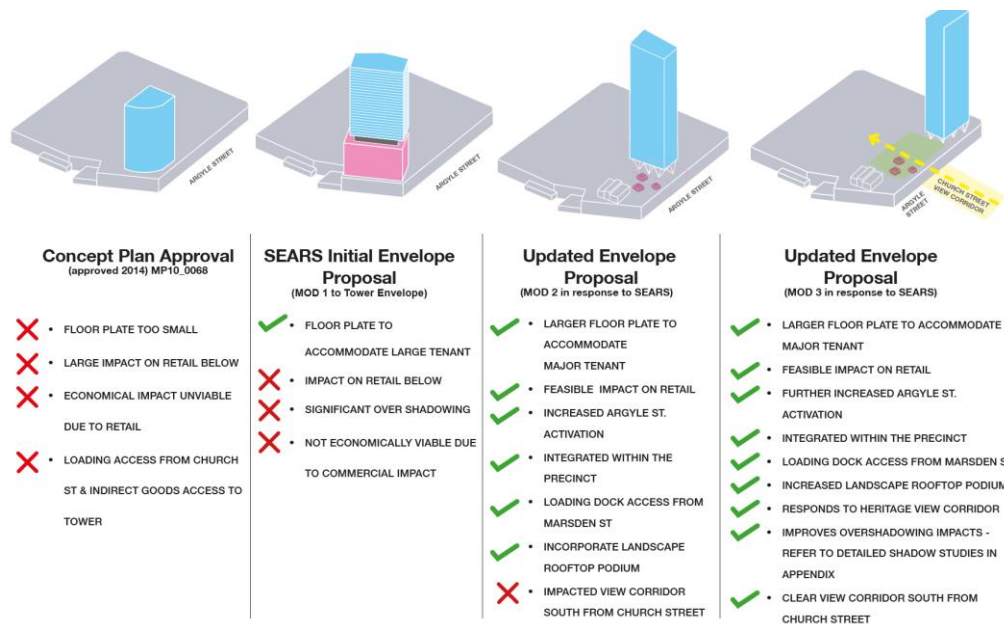 ARGYLE STREET
ARGYLE STREET
ARGYLE STREET
ARGYLE
STREET
CHURCH STREET
VIEW CORRIDOR
Concept Plan Approval
(approved 2014) MP10_0068
• FLOOR PLATE TOO SMALL
• LARGE IMPACT ON RETAIL BELOW
• ECONOMICAL IMPACT UNVIABLE
DUE TO RETAIL
• LOADING ACCESS FROM CHURCH
ST & INDIRECT GOODS ACCESS TO
TOWER
SEARS Initial Envelope
Proposal
(MOD 1 to Tower Envelope)
• FLOOR PLATE TO
ACCOMMODATE LARGE TENANT
• IMPACT ON RETAIL BELOW
• SIGNIFICANT OVER SHADOWING
• NOT ECONOMICALLY VIABLE DUE
TO COMMERCIAL IMPACT
Updated Envelope
Proposal
(MOD 2 in response to SEARS)
• LARGER FLOOR PLATE TO
ACCOMMODATE
MAJOR TENANT
• FEASIBLE IMPACT ON RETAIL
• INCREASED ARGYLE ST.
ACTIVATION
• INTEGRATED WITHIN THE
PRECINCT
• LOADING DOCK ACCESS FROM
MARSDEN ST
• INCORPORATE LANDSCAPE
ROOFTOP PODIUM
• IMPACTED VIEW CORRIDOR
SOUTH FROM CHURCH STREET
Updated Envelope
Proposal
(MOD 3 in response to SEARS)
• LARGER FLOOR PLATE TO ACCOMMODATE
MAJOR TENANT
• FEASIBLE IMPACT ON RETAIL
• FURTHER INCREASED ARGYLE ST.
ACTIVATION
• INTEGRATED WITHIN THE PRECINCT
• LOADING DOCK ACCESS FROM MARSDEN S
• INCREASED LANDSCAPE ROOFTOP PODIUM
• RESPONDS TO HERITAGE VIEW CORRIDOR
• IMPROVES OVERSHADOWING IMPACTS -
REFER TO DETAILED SHADOW STUDIES IN
APPENDIX
• CLEAR VIEW CORRIDOR SOUTH FROM
CHURCH STREET